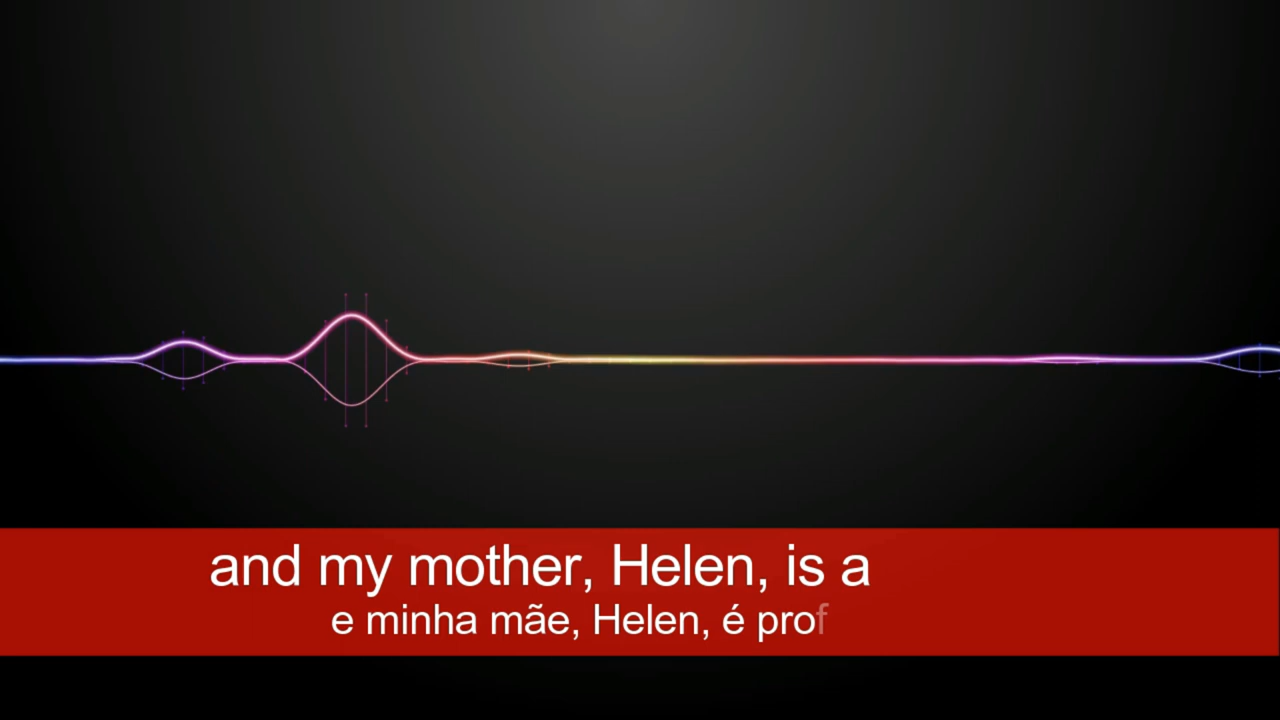 and my mother, Helen, is a
e minha mãe, Helen, é prof